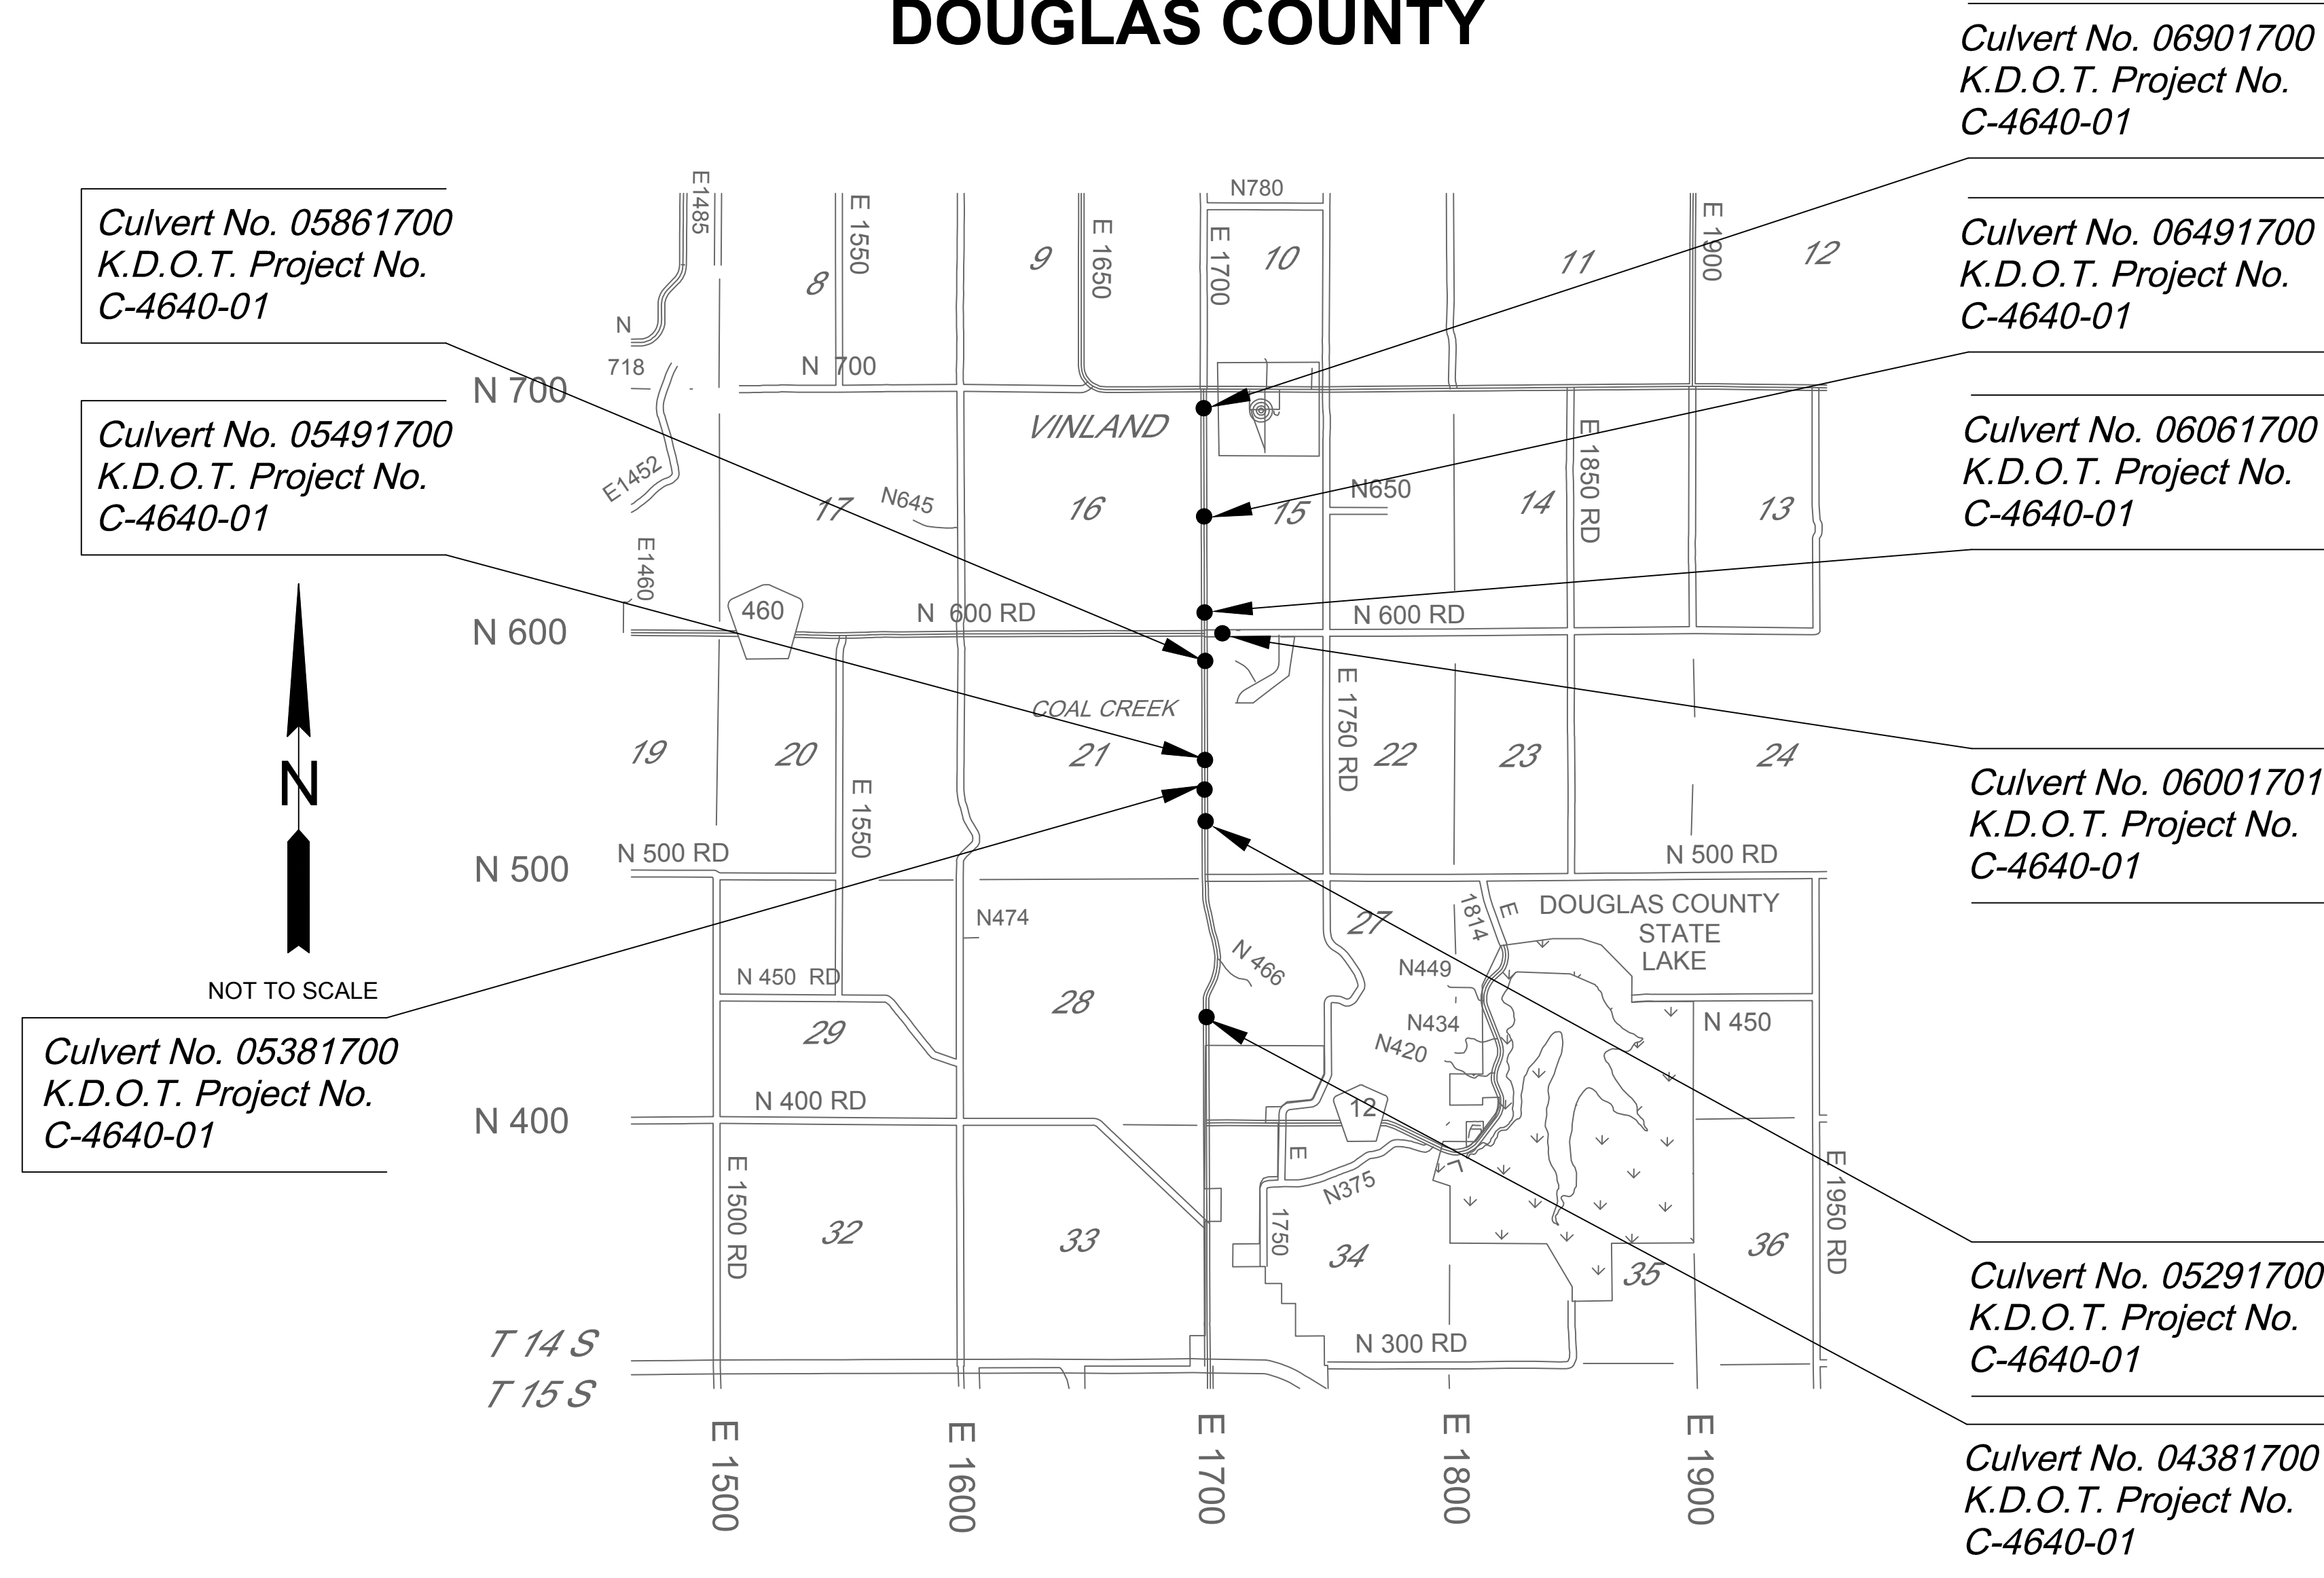 DOUGLAS COUNTY
Culvert No. 06901700
K.D.O.T. Project No.
C-4640-01
Culvert No. 05861700
K.D.O.T. Project No.
C-4640-01
Culvert No. 06491700
K.D.O.T. Project No.
C-4640-01
Culvert No. 05491700
K.D.O.T. Project No.
C-4640-01
Culvert No. 06061700
K.D.O.T. Project No.
C-4640-01
Culvert No. 06001701
K.D.O.T. Project No.
C-4640-01
Culvert No. 05381700
K.D.O.T. Project No.
C-4640-01
Culvert No. 05291700
K.D.O.T. Project No.
C-4640-01
Culvert No. 04381700
K.D.O.T. Project No.
C-4640-01
N
NOT TO SCALE
E1485
E 1550
E 1650
E 1700
N780
E 1900
8
9
10
11
12
N
718
N 700
N 700
VINLAND
E1452
17
N645
16
15
N650
14
E 1850 RD
13
E1460
460
N 600
N 600 RD
N 600 RD
COAL CREEK
19
20
21
E 1750 RD
22
23
24
E 1550
N 500
N 500 RD
N 500 RD
N474
N 466
27
1814
E
DOUGLAS COUNTY
STATE
LAKE
N 450 RD
N449
28
29
N434
N420
N 450
N 400
N 400 RD
12
E 1500 RD
E
1750
N375
E 1950 RD
32
33
34
35
36
N 300 RD
T 14 S
T 15 S
E 1500
E 1600
E 1700
E 1800
E 1900